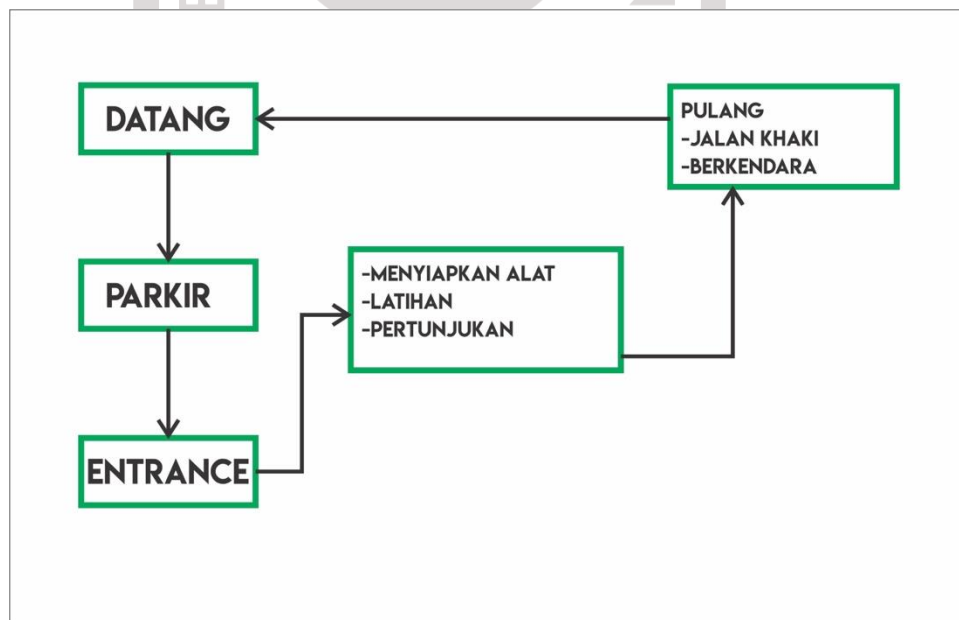 DATANG
PARKIR
ENTRANCE
-MENYIAPKAN ALAT
-LATIHAN
-PERTUNJUKAN
PULANG
-JALAN KHAKI
-BERKENDARA